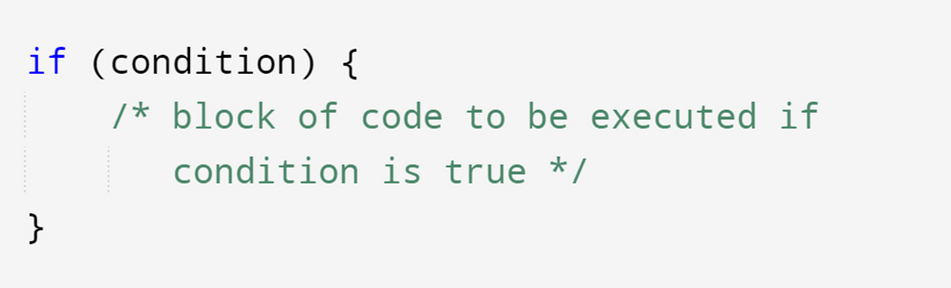 if (condition) {
/* block of code to be executed if
condition is true */
}